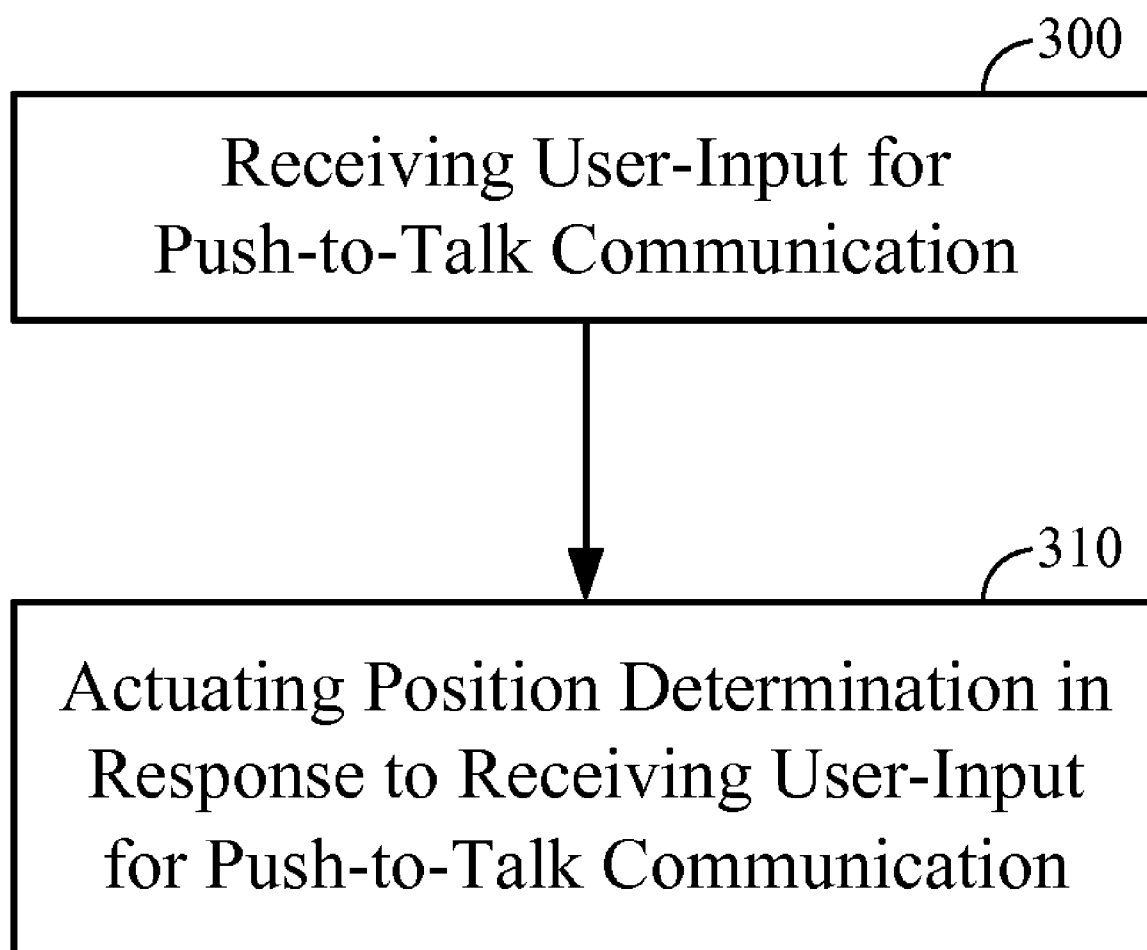 300
Receiving User-Input for
Push-to-Talk Communication
310
Actuating Position Determination in
Response to Receiving User-Input
for Push-to-Talk Communication